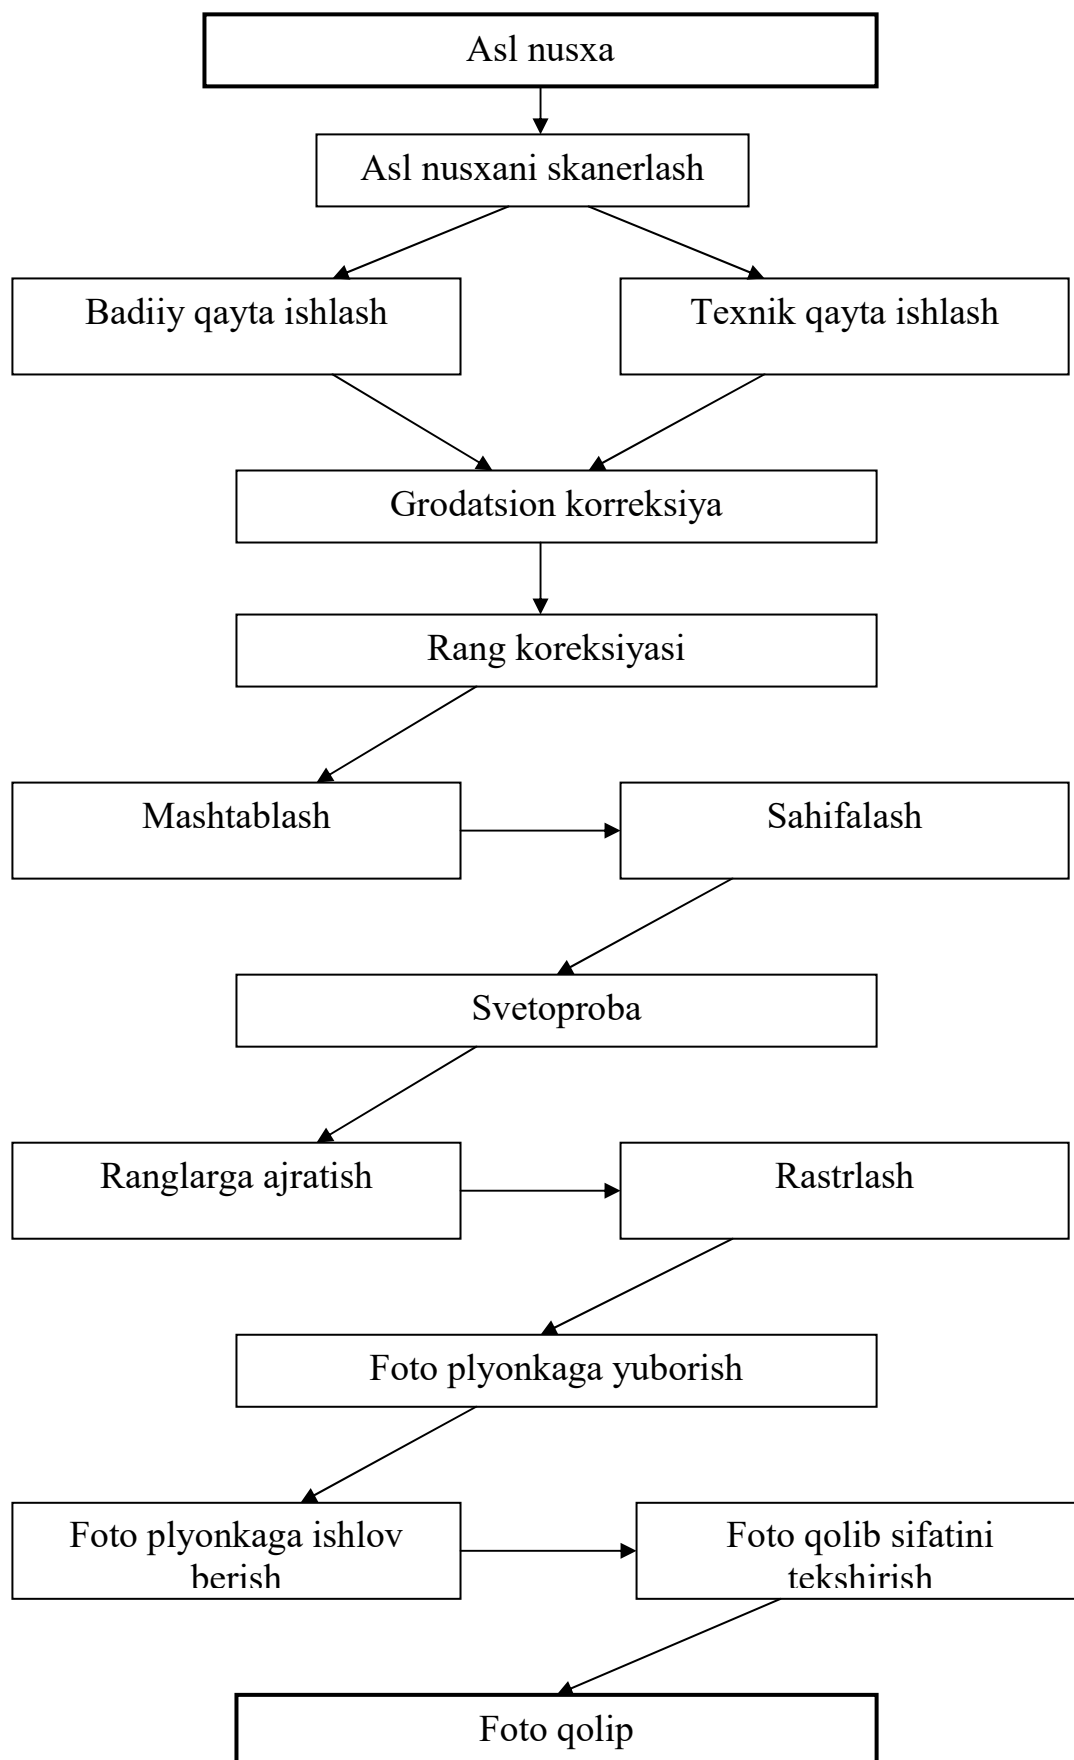 Asl nusxa
Asl nusxani skanerlash
Badiiy qayta ishlash
Texnik qayta ishlash
Grodatsion korreksiya
Rang koreksiyasi
Mashtablash
Sahifalash
Svetoproba
Ranglarga ajratish
Rastrlash
Foto plyonkaga yuborish
Foto plyonkaga ishlov
berish
Foto qolib sifatini
tekshirish
Foto qolip